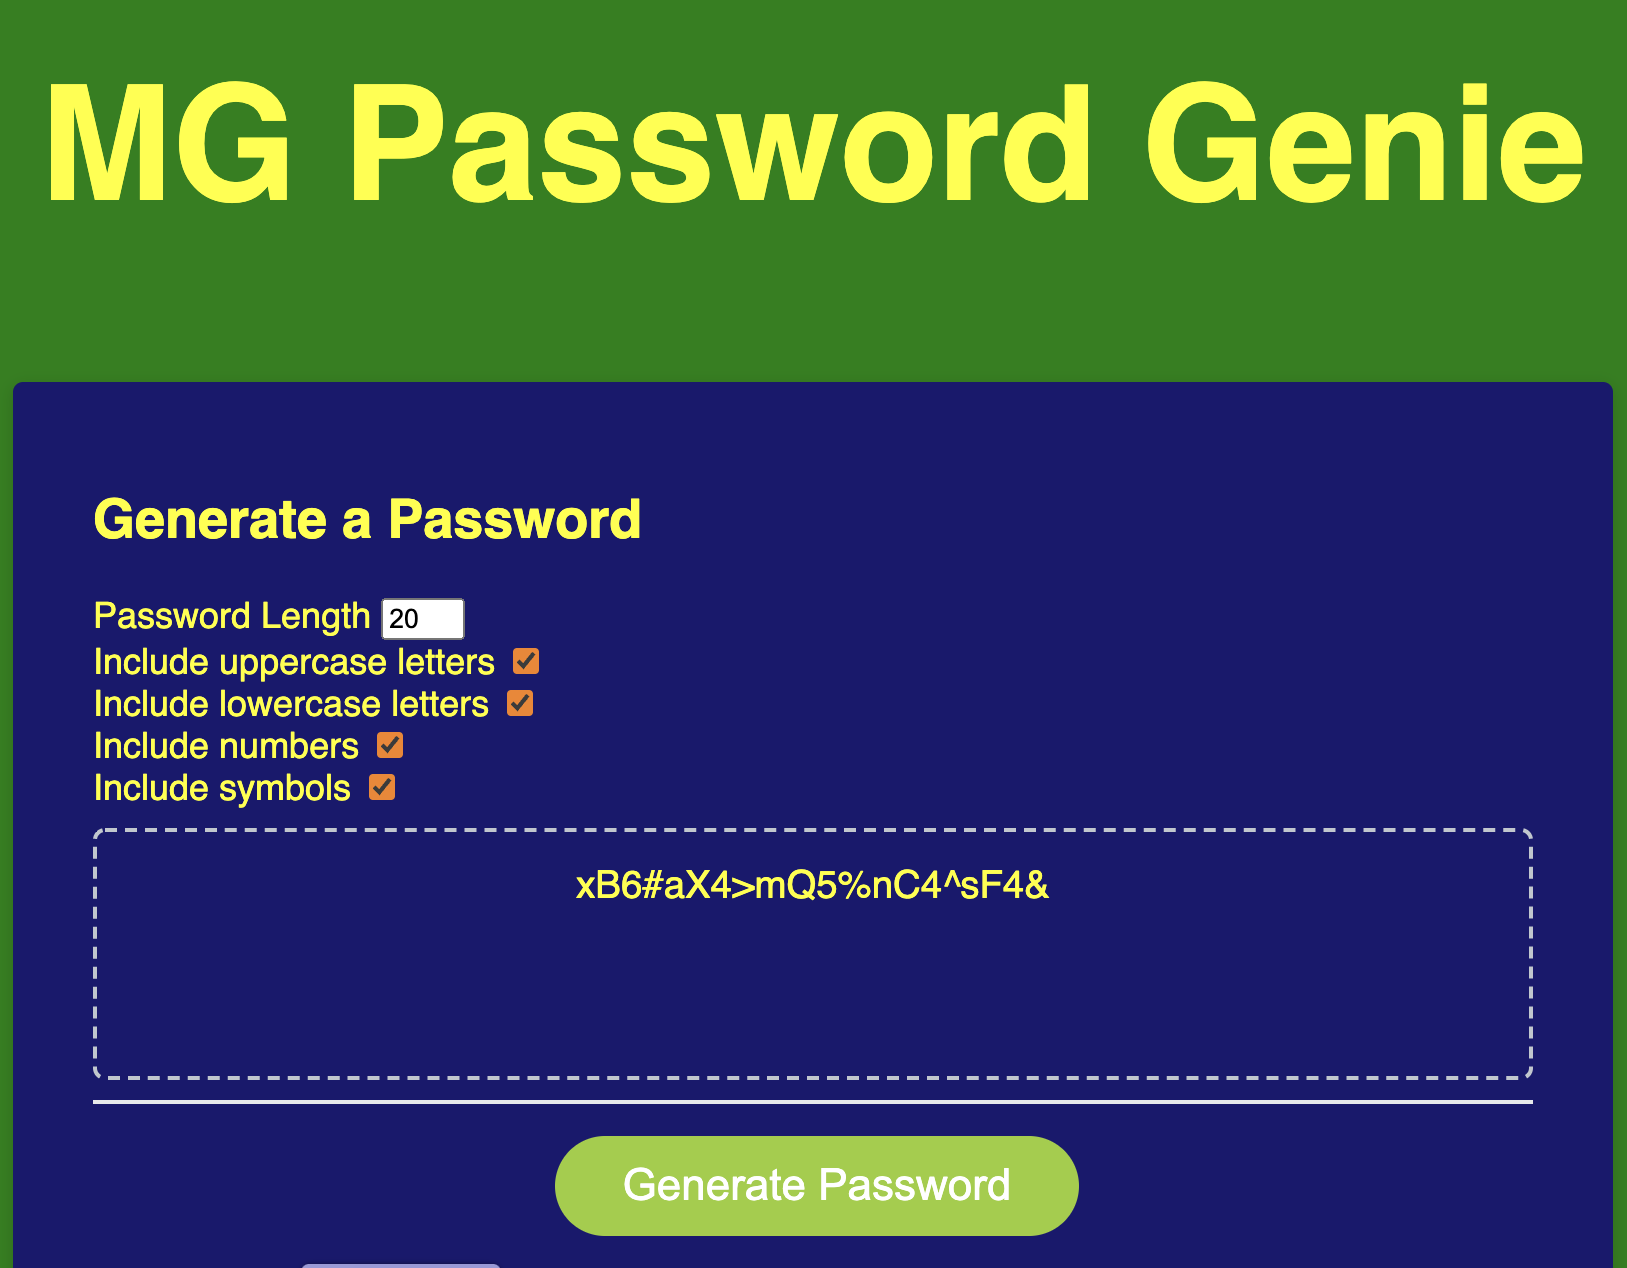 MG Password Genie
Generate a Password
Password Length 20
Include uppercase letters
Include lowercase letters
Include numbers
Include symbols
xB6#aX4>mQ5%nC4^sF4&
Generate Password